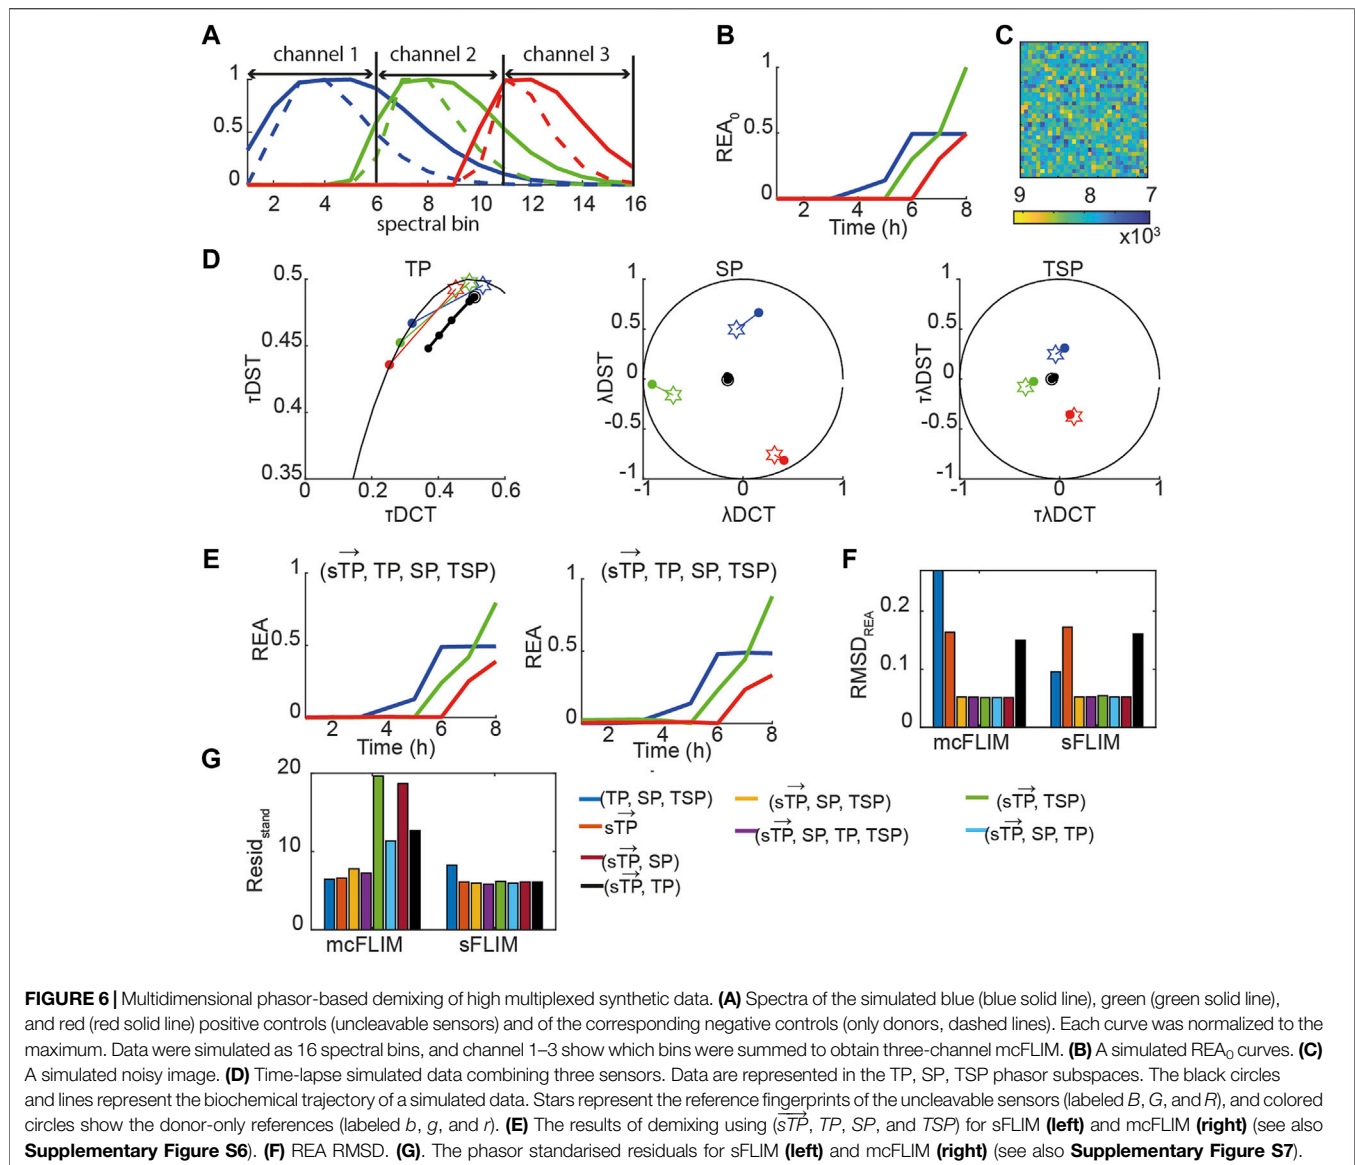 A
channel 1
channel 2
channel 3
1
0.5
0
2 4 6 8 10 12 14 16
spectral bin
B
1
0.5
0
REA0
2 4 6 8
Time (h)
C
9 8 7
x10³
D
TP
0.5
0.45
0.4
0.35
τDST
0 0.2 0.4 0.6
τDCT
SP
1
0.5
0
-0.5
-1
λDST
-1 0 1
λDCT
TSP
1
0.5
0
-0.5
-1
τλDST
-1 0 1
τλDCT
E
(sTP, TP, SP, TSP)
1
0.5
0
REA
2 4 6 8
Time (h)
(sTP, TP, SP, TSP)
1
0.5
0
REA
2 4 6 8
Time (h)
F
0.2
0.1
0
RMSD REA
mcFLIM sFLIM
G
20
10
0
Resid stand
mcFLIM sFLIM
(TP, SP, TSP)
sTP
(sTP, SP)
(sTP, TP)
(sTP, SP, TSP)
(sTP, SP, TP, TSP)
(sTP, TSP)
(sTP, SP, TP)
FIGURE 6 | Multidimensional phasor-based demixing of high multiplexed synthetic data. (A) Spectra of the simulated blue (blue solid line), green (green solid line),
and red (red solid line) positive controls (uncleavable sensors) and of the corresponding negative controls (only donors, dashed lines). Each curve was normalized to the
maximum. Data were simulated as 16 spectral bins, and channel 1–3 show which bins were summed to obtain three-channel mcFLIM. (B) A simulated REA0 curves. (C)
A simulated noisy image. (D) Time-lapse simulated data combining three sensors. Data are represented in the TP, SP, TSP phasor subspaces. The black circles
and lines represent the biochemical trajectory of a simulated data. Stars represent the reference fingerprints of the uncleavable sensors (labeled B, G, and R), and colored
circles show the donor-only references (labeled b, g, and r). (E) The results of demixing using (sTP, TP, SP, and TSP) for sFLIM (left) and mcFLIM (right) (see also
Supplementary Figure S6). (F) REA RMSD. (G). The phasor standarised residuals for sFLIM (left) and mcFLIM (right) (see also Supplementary Figure S7).